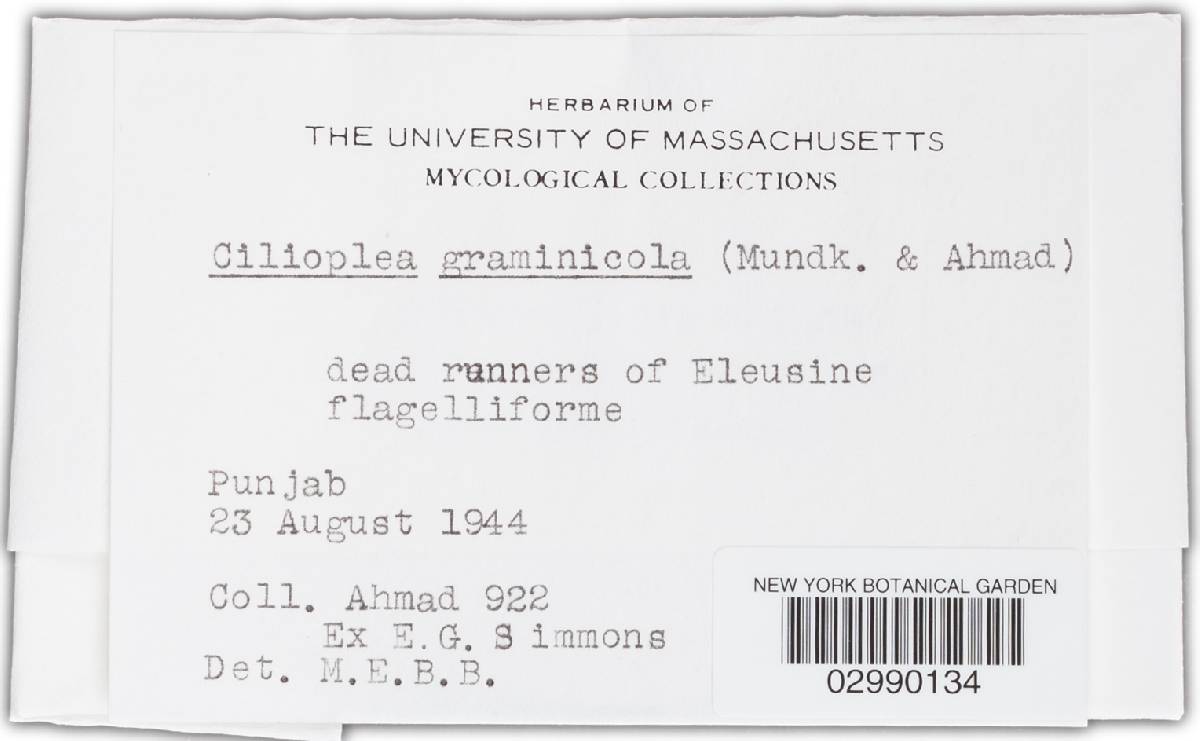 HERBARIUM OF
THE UNIVERSITY OF MASSACHUSETTS
MYCOLOGICAL COLLECTIONS
Cilioplea graminicola (Mundk. & Ahmad)
dead runners of Eleusine
flagelliforme
Punjab
23 August 1944
Coll. Ahmad 922
Ex E.G. Simmons
Det. M.E.B.B.
NEW YORK BOTANICAL GARDEN
02990134